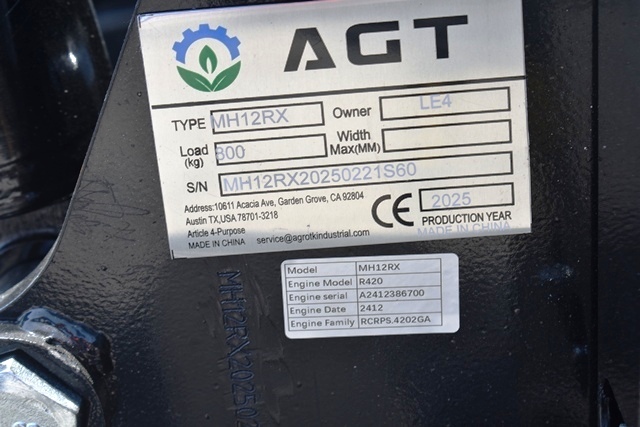 AGT
TYPE MH12RX Owner LE4
Load (kg) 800 Width Max(MM)
S/N MH12RX20250221S60
Address:10611 Acacia Ave, Garden Grove, CA 92804
Austin TX,USA 78701-3218
Article 4-Purpose
MADE IN CHINA service@agrotkindustrial.com
CE 2025
PRODUCTION YEAR
MADE IN CHINA
Model MH12RX
Engine Model R420
Engine serial A2412386700
Engine Date 2412
Engine Family RCRPS.4202GA
MH12RX20250